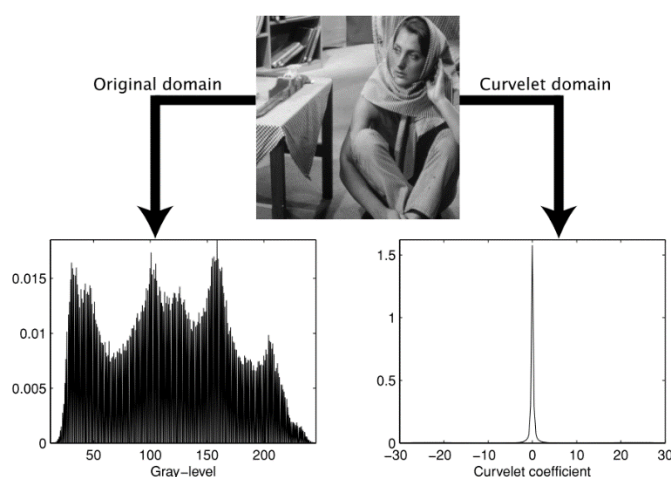 Original domain
Curvelet domain
0.015
0.01
0.005
0
50 100 150 200
Gray-level
1.5
1
0.5
0
-30 -20 -10 0 10 20 30
Curvelet coefficient